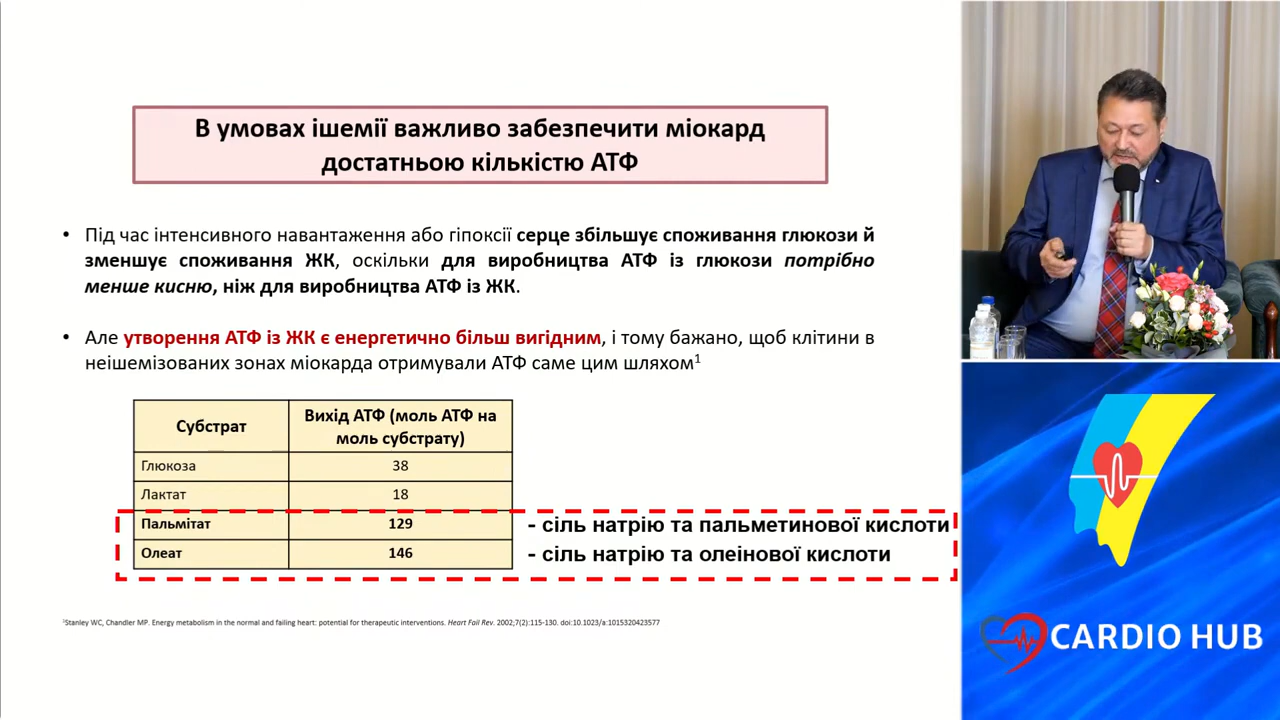 В умовах ішемії важливо забезпечити міокард
достатньою кількістю АТФ
• Під час інтенсивного навантаження або гіпоксії серце збільшує споживання глюкози й
зменшує споживання ЖК, оскільки для виробництва АТФ із глюкози потрібно
менше кисню, ніж для виробництва АТФ із ЖК.
• Але утворення АТФ із ЖК є енергетично більш вигідним, і тому бажано, щоб клітини в
неішемізованих зонах міокарда отримували АТФ саме цим шляхом¹
Субстрат
Вихід АТФ (моль АТФ на
моль субстрату)
Глюкоза 38
Лактат 18
Пальмітат 129 - сіль натрію та пальметинової кислоти
Олеат 146 - сіль натрію та олеінової кислоти
¹Stanley WC, Chandler MP. Energy metabolism in the normal and failing heart: potential for therapeutic interventions. Heart Fail Rev. 2002;7(2):115-130. doi:10.1023/a:1015320423577
CARDIO HUB